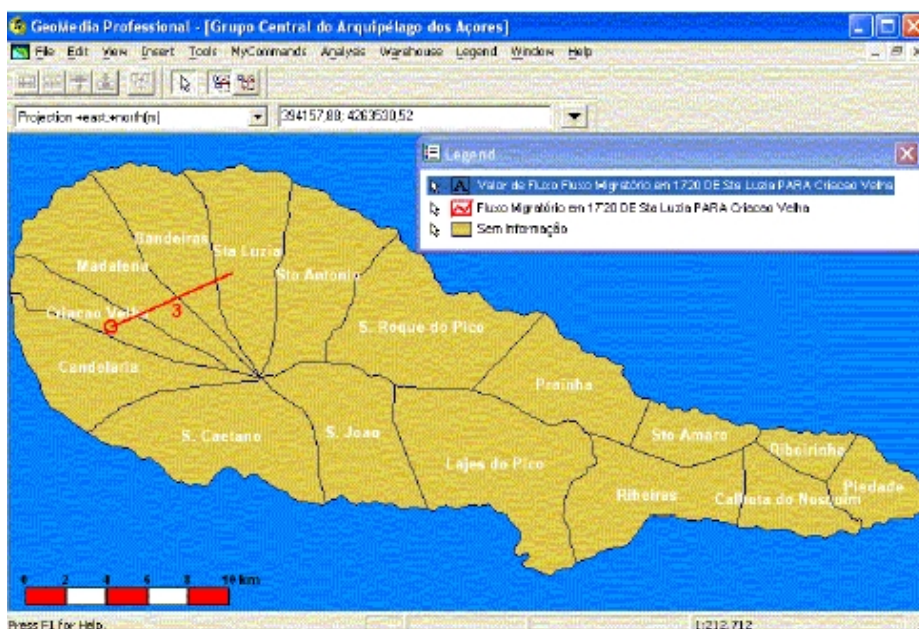 GeoMedia Professional - [Grupo Central do Arquipélago dos Açores]
File Edit View Insert Tools MyCommands Analysis Warehouse Legend Window Help
Projection +east;+north(m) 394157,88; 4263530,52
Legend
A Valor de Fluxo Fluxo Migratório em 1720 DE Sta Luzia PARA Criacao Velha
Fluxo Migratório em 1720 DE Sta Luzia PARA Criacao Velha
Sem Informação
Bandeiras
Sta Luzia
Madalena
Sto Antonio
Criacao Velha
3
S. Roque do Pico
Candelaria
Prainha
S. Caetano
S. Joao
Sto Amaro
Ribeirinha
Lajes do Pico
Piedade
Ribeiras
Calheta do Nesquim
0 2 4 6 8 10 km
Press F1 for Help.
1:212.712